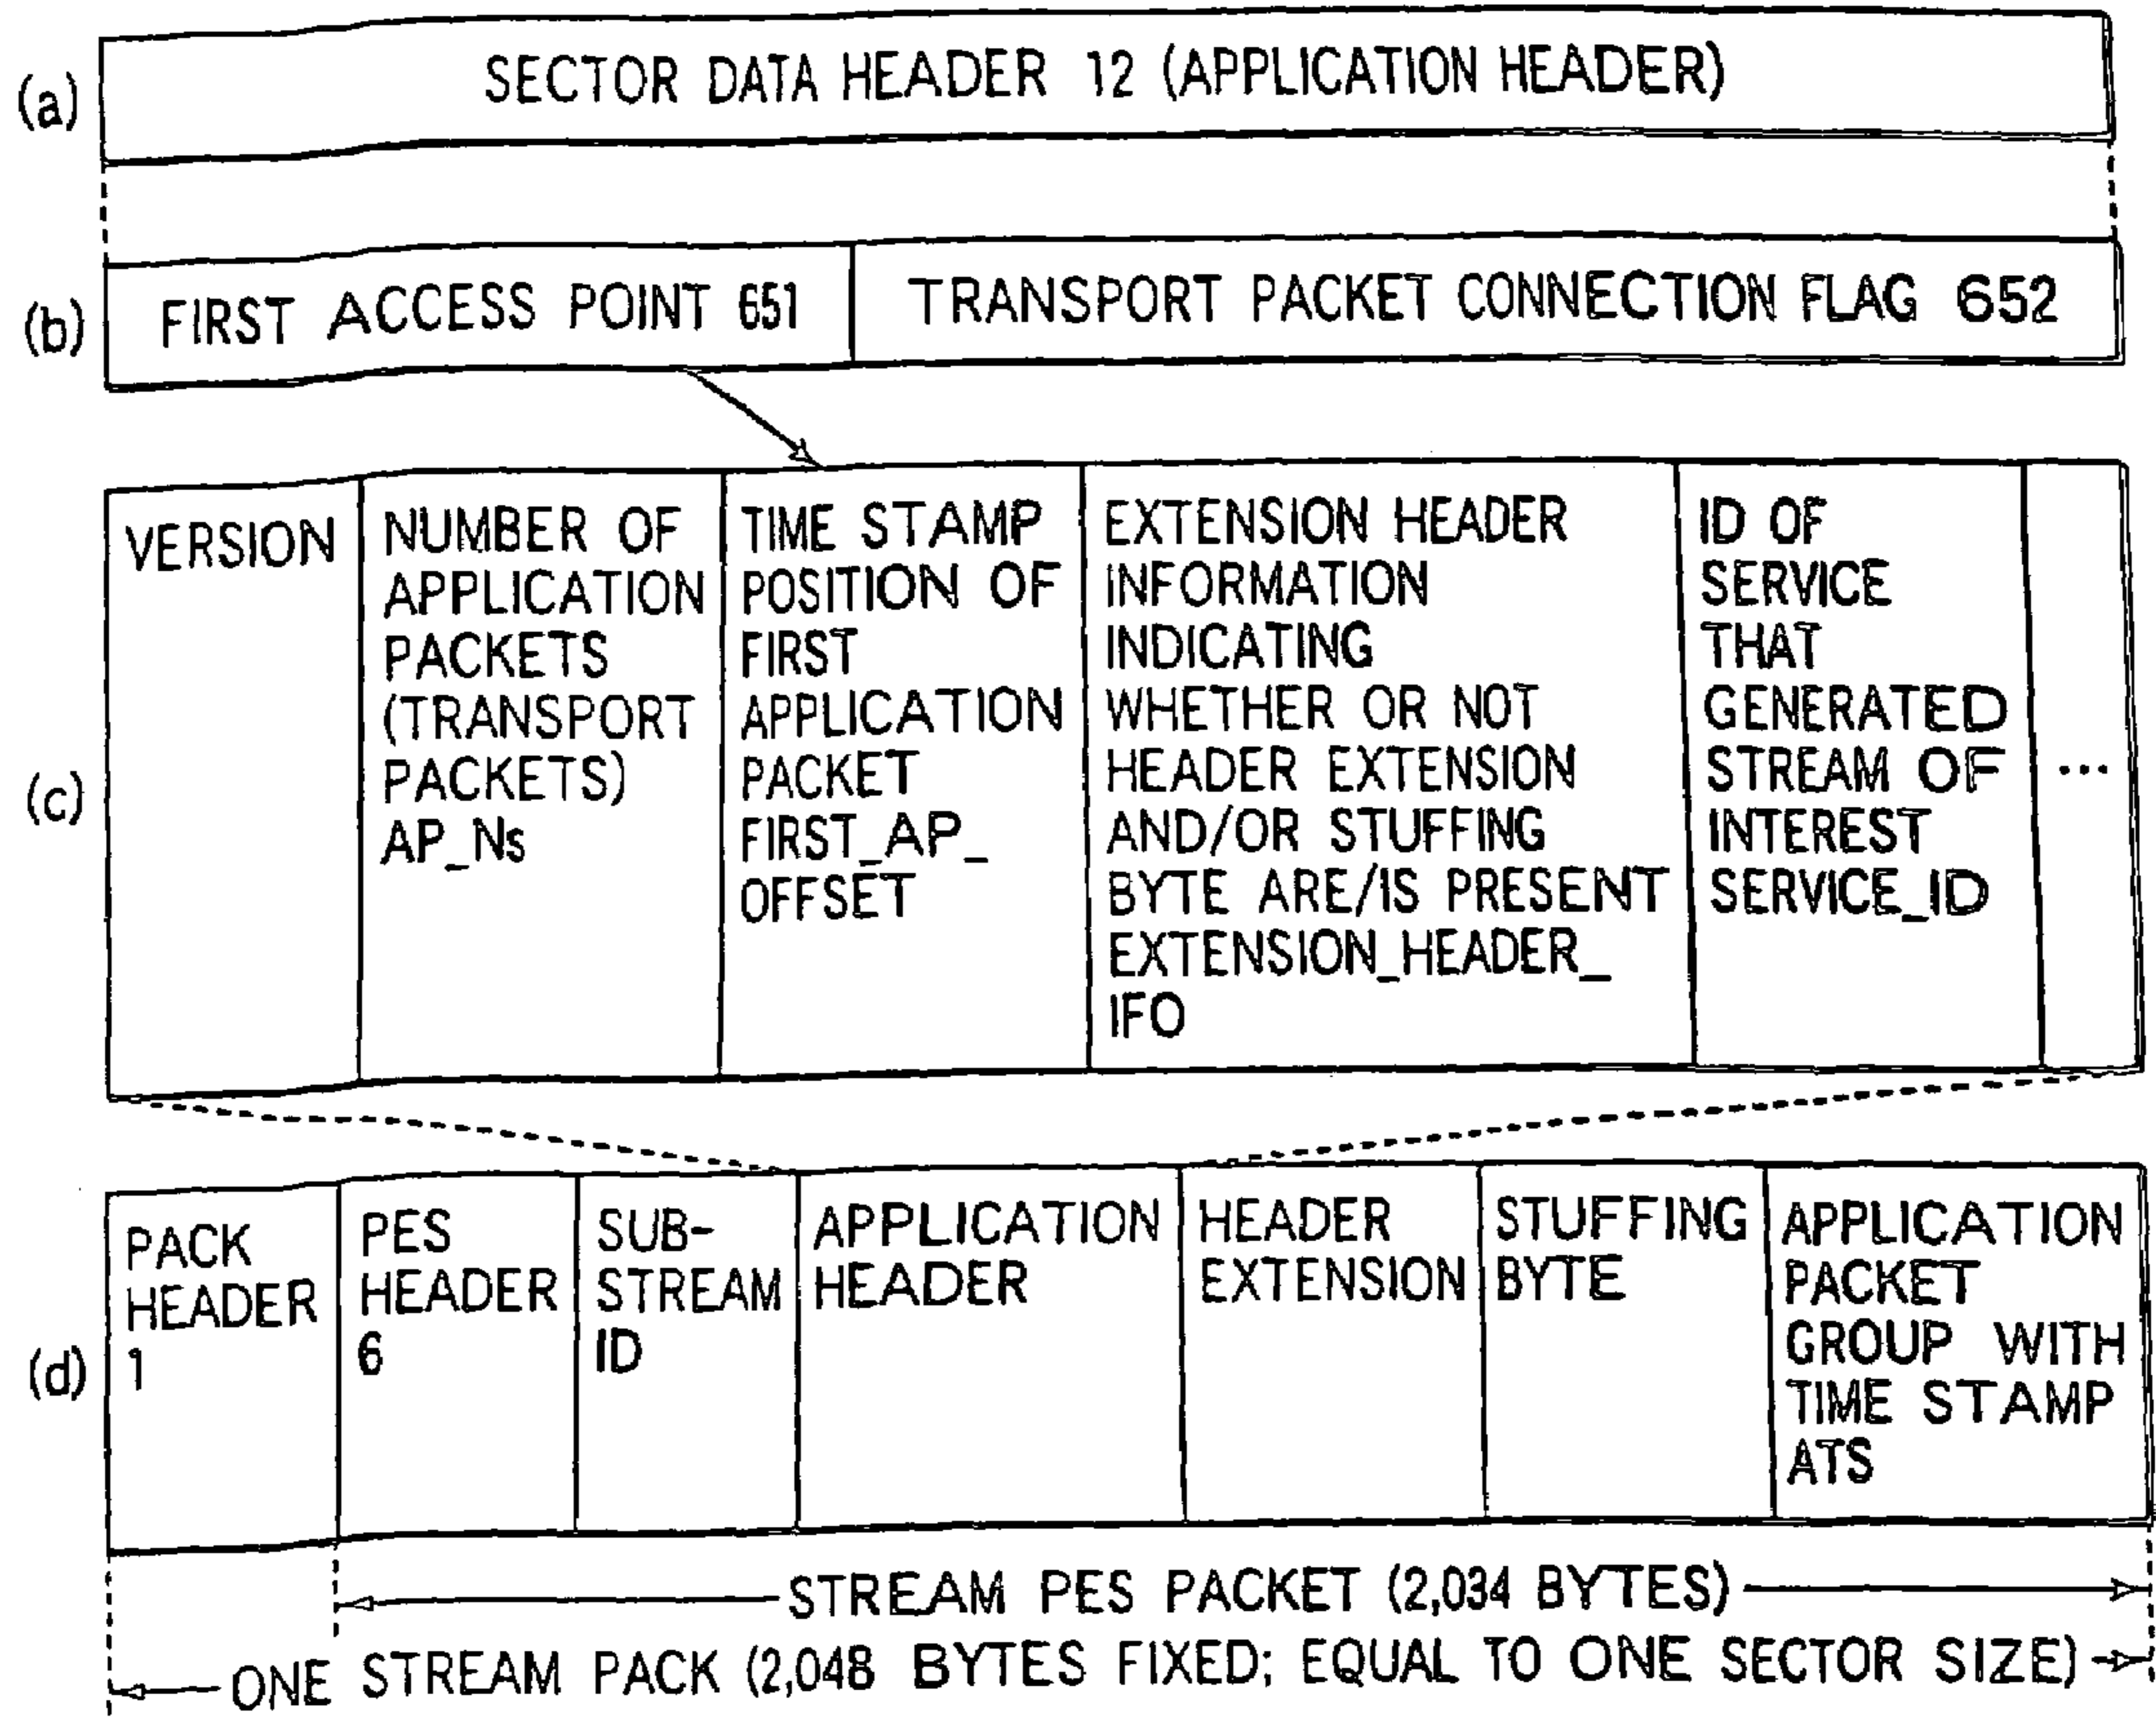 (a)
SECTOR DATA HEADER 12 (APPLICATION HEADER)
(b)
FIRST ACCESS POINT 651
TRANSPORT PACKET CONNECTION FLAG 652
(c)
VERSION
NUMBER OF
APPLICATION
PACKETS
(TRANSPORT
PACKETS)
AP_Ns
TIME STAMP
POSITION OF
FIRST
APPLICATION
PACKET
FIRST_AP_
OFFSET
EXTENSION HEADER
INFORMATION
INDICATING
WHETHER OR NOT
HEADER EXTENSION
AND/OR STUFFING
BYTE ARE/IS PRESENT
EXTENSION_HEADER_
IFO
ID OF
SERVICE
THAT
GENERATED
STREAM OF
INTEREST
SERVICE_ID
...
(d)
PACK
HEADER
1
PES
HEADER
6
SUB-
STREAM
ID
APPLICATION
HEADER
HEADER
EXTENSION
STUFFING
BYTE
APPLICATION
PACKET
GROUP WITH
TIME STAMP
ATS
STREAM PES PACKET (2,034 BYTES)
ONE STREAM PACK (2,048 BYTES FIXED; EQUAL TO ONE SECTOR SIZE)